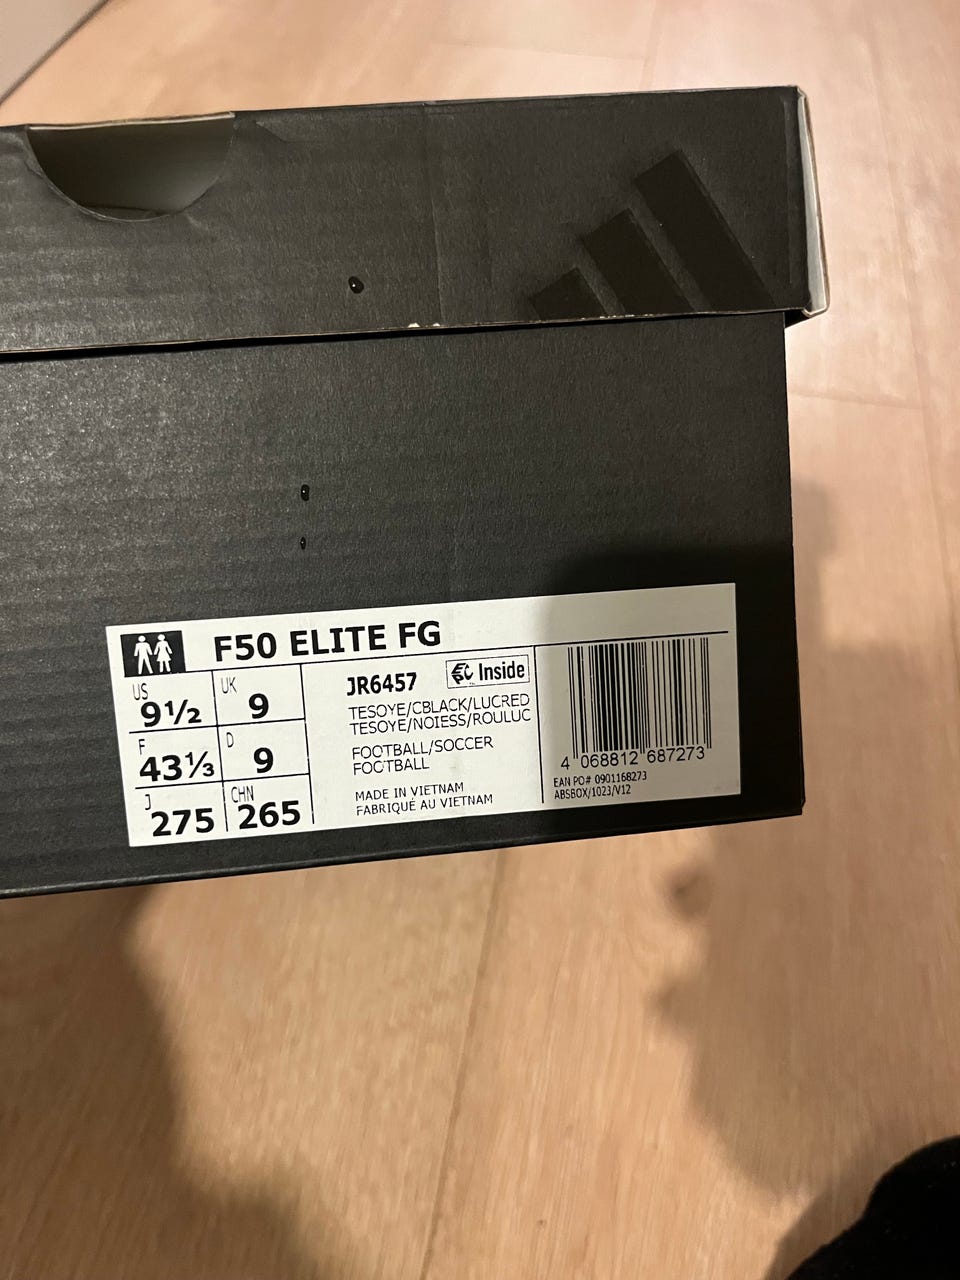 F50 ELITE FG
US 9½
UK 9
F 43⅓
D 9
J 275
CHN 265
JR6457
Inside
TESOYE/CBLACK/LUCRED
TESOYE/NOIESS/ROULUC
FOOTBALL/SOCCER
FOOTBALL
MADE IN VIETNAM
FABRIQUÉ AU VIETNAM
4 068812 687273
EAN PO# 0901168273
ABSBOX/1023/V12